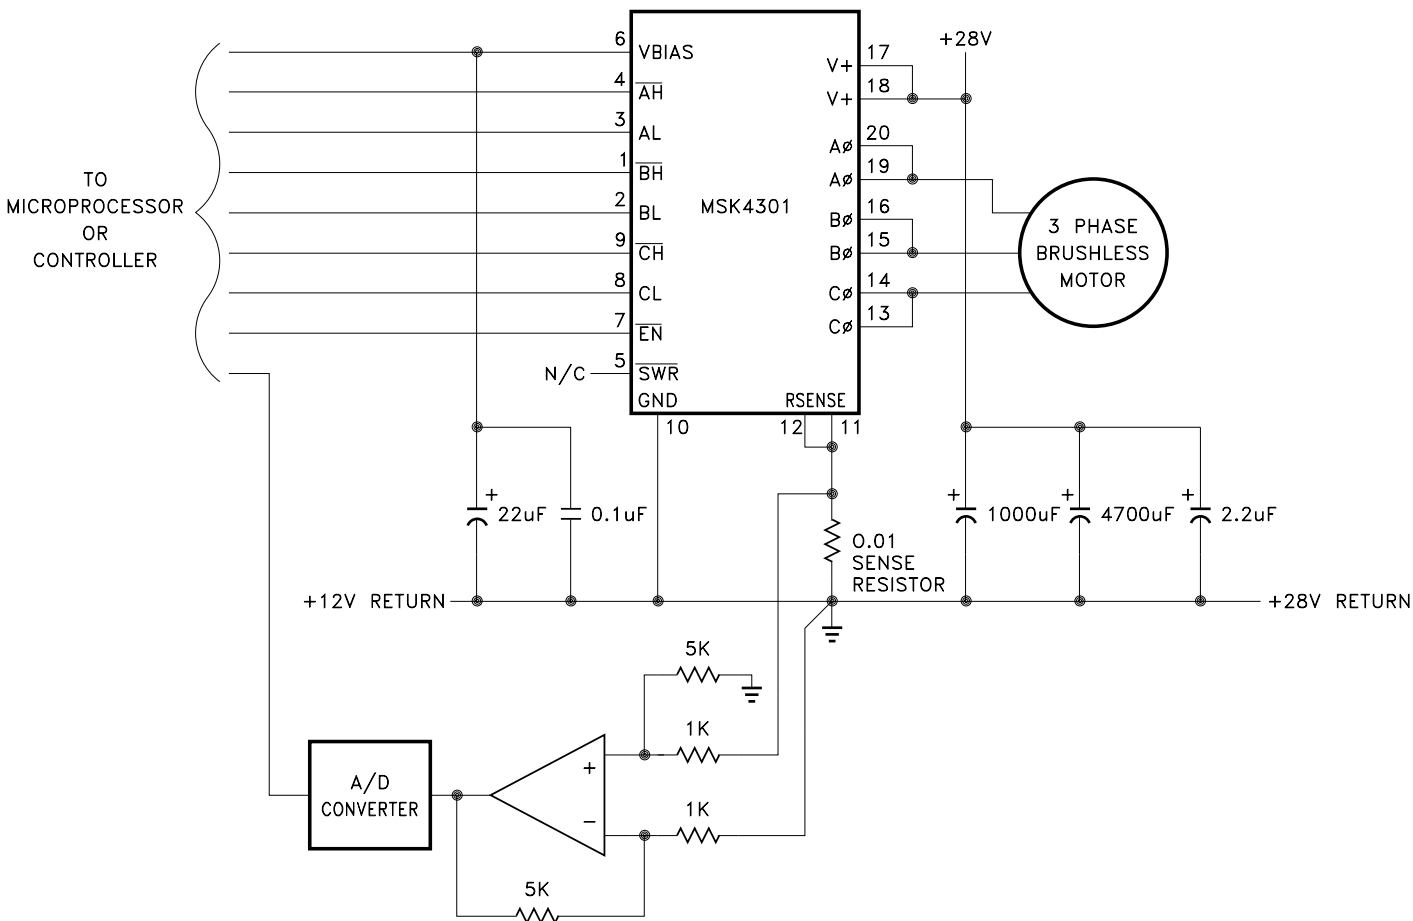 TO
MICROPROCESSOR
OR
CONTROLLER
6
4
3
1
2
9
8
7
5
N/C
VBIAS
AH
AL
BH
BL
CH
CL
EN
SWR
GND
MSK4301
V+
V+
AØ
AØ
BØ
BØ
CØ
CØ
RSENSE
17
18
20
19
16
15
14
13
10
12
11
+28V
3 PHASE
BRUSHLESS
MOTOR
+
22uF
0.1uF
0.01
SENSE
RESISTOR
+
1000uF
+
4700uF
+
2.2uF
+12V RETURN
+28V RETURN
5K
1K
1K
5K
+
−
A/D
CONVERTER